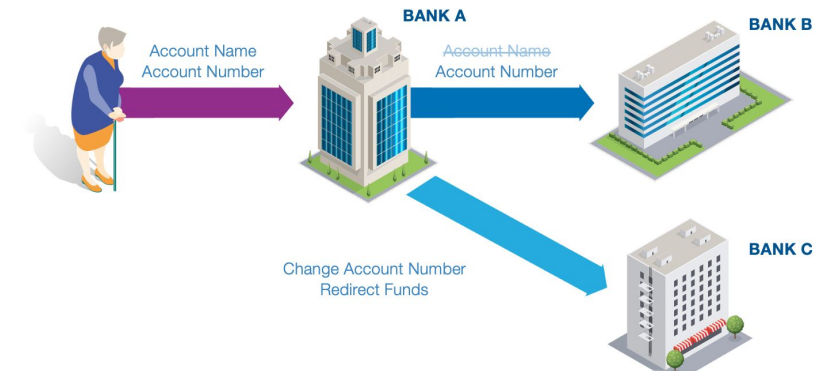 BANK A
BANK B
Account Name
Account Number
Account Name
Account Number
BANK C
Change Account Number
Redirect Funds